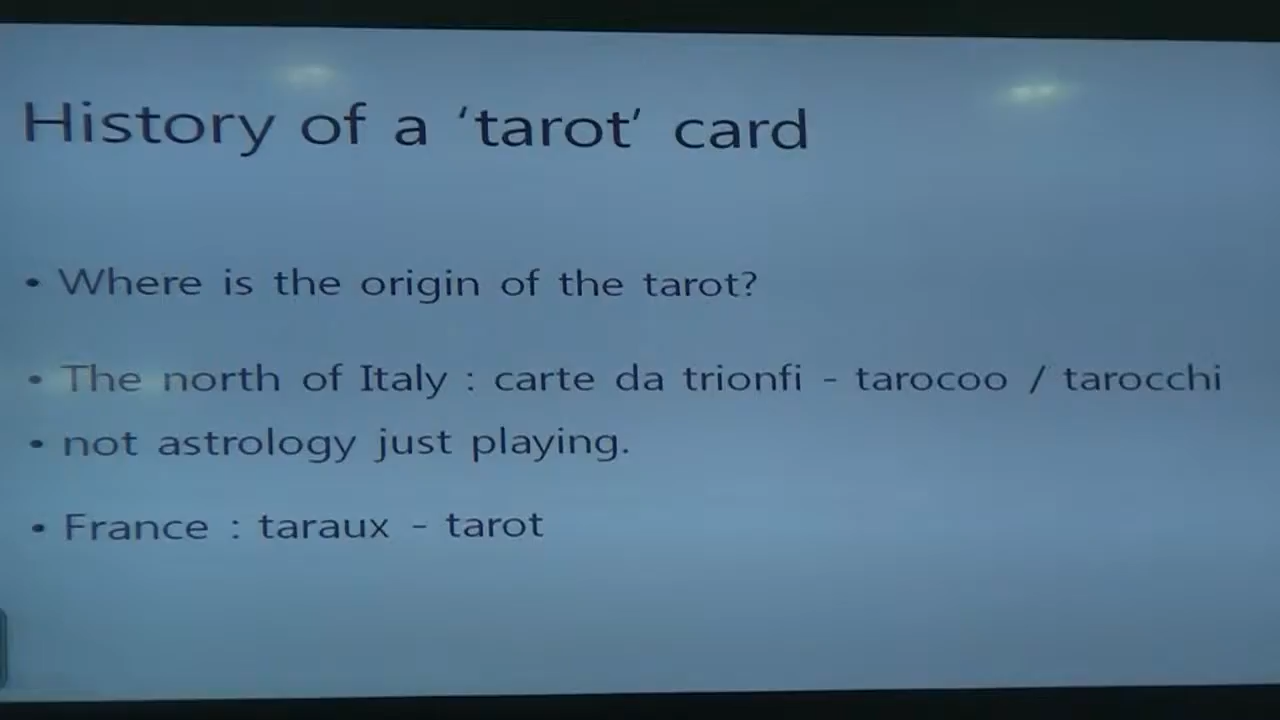 History of a ‘tarot’ card
• Where is the origin of the tarot?
• The north of Italy : carte da trionfi - tarocoo / tarocchi
• not astrology just playing.
• France : taraux - tarot